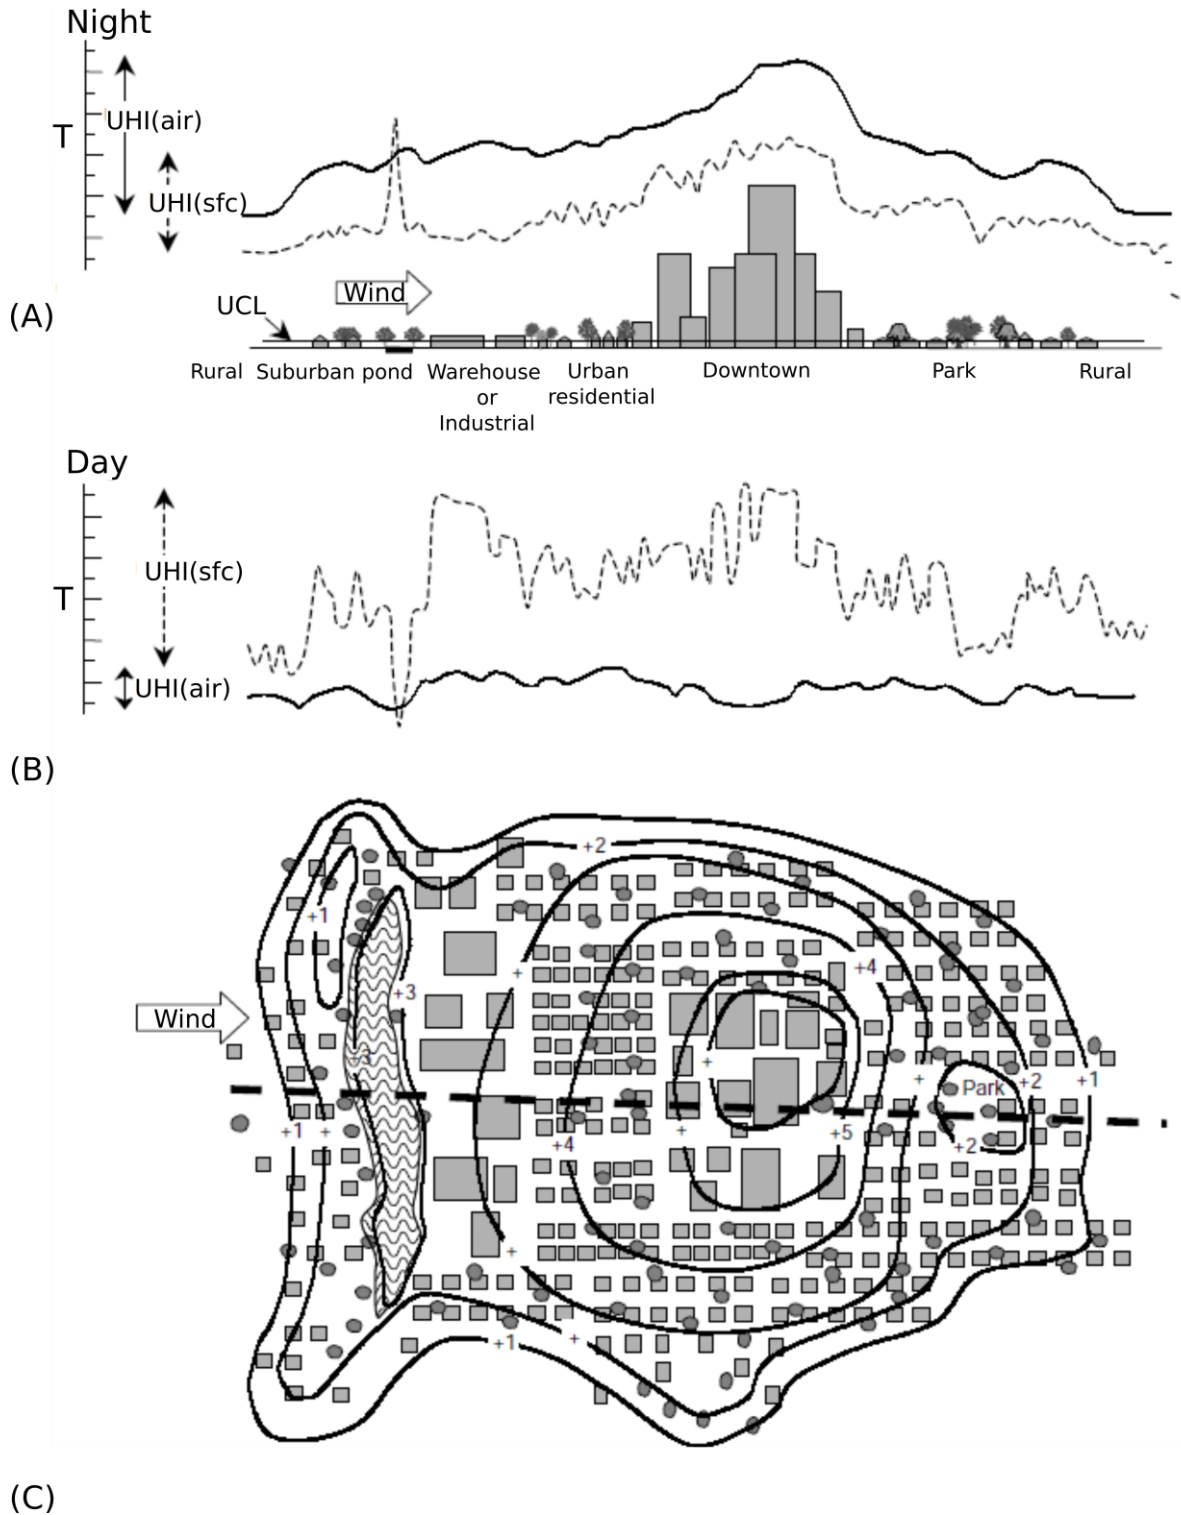 Night
T
UHI(air)
UHI(sfc)
Wind
UCL
(A)
Rural Suburban pond Warehouse or Industrial Urban residential Downtown Park Rural
Day
T
UHI(sfc)
UHI(air)
(B)
+2
+1
+4
+
+3
+3
Wind
+
+
Park
+2
+1
+1
+
+4
+
+5
+2
+
+1
+
(C)